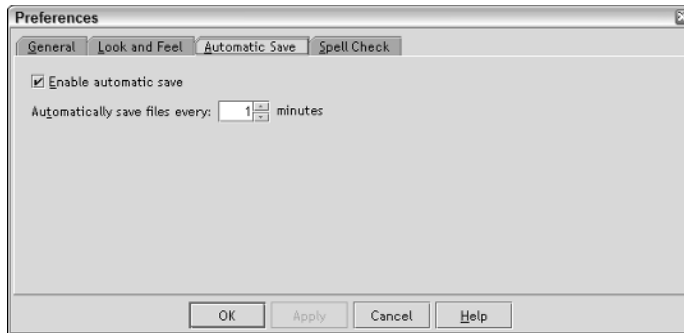 Preferences
General Look and Feel Automatic Save Spell Check
Enable automatic save
Automatically save files every: 1 minutes
OK Apply Cancel Help